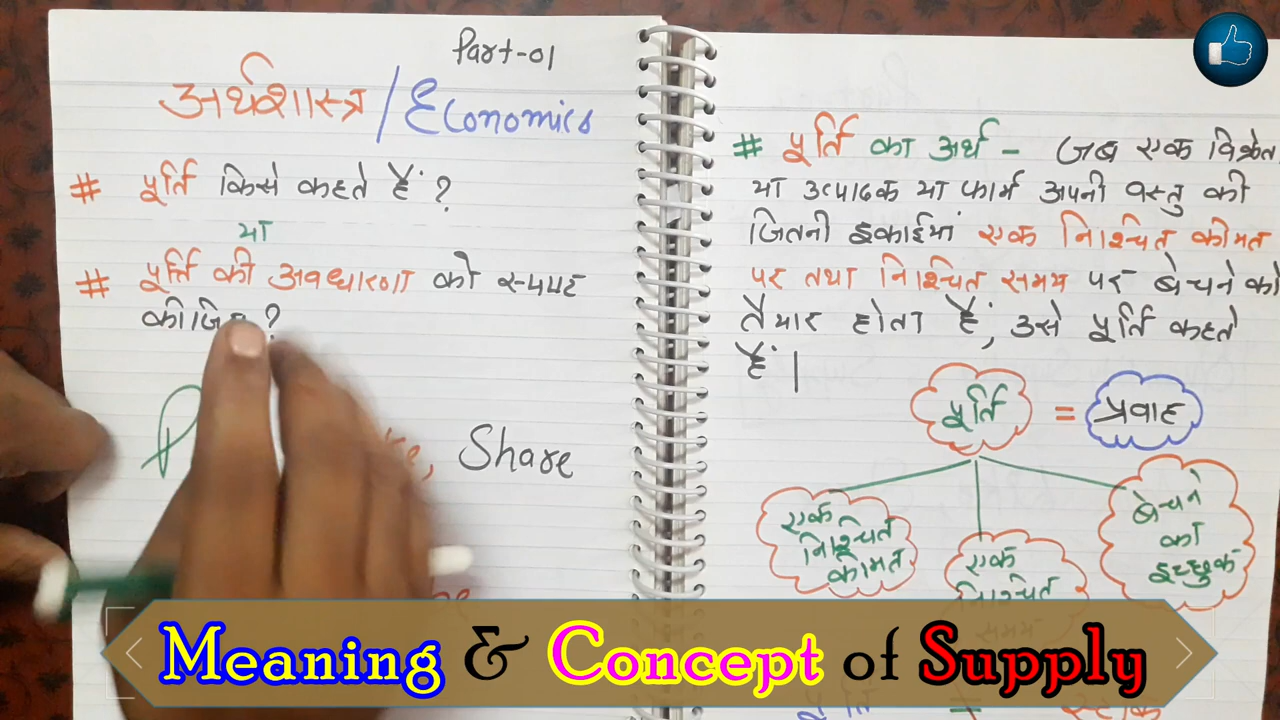 Part-01
अर्थशास्त्र / Economics
# पूर्ति किसे कहते हैं ?
या
# पूर्ति की अवधारणा को स्पष्ट
कीजिए ?
Share
# पूर्ति का अर्थ - जब एक विक्रेता
या उत्पादक या फार्म अपनी वस्तु की
जितनी इकाईयां एक निश्चित कीमत
पर तथा निश्चित समय पर बेचने को
तैयार होता हैं, उसे पूर्ति कहते
हैं |
पूर्ति = प्रवाह
एक
निश्चित
कीमत
एक
निश्चित
समय
बेचने
का
इच्छुक
Meaning & Concept of Supply